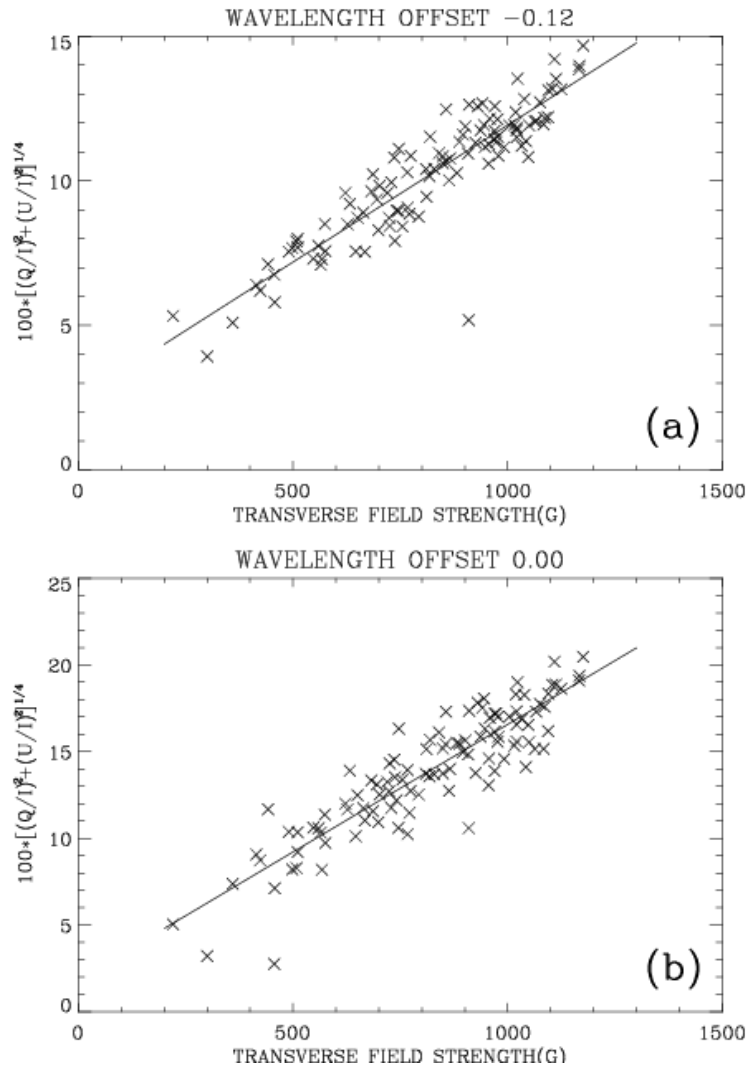 WAVELENGTH OFFSET −0.12
15
10
5
0
100*[(Q/I)²+(U/I)²]¹/⁴
0 500 1000 1500
TRANSVERSE FIELD STRENGTH(G)
(a)
WAVELENGTH OFFSET 0.00
25
20
15
10
5
0
100*[(Q/I)²+(U/I)²]¹/⁴
0 500 1000 1500
TRANSVERSE FIELD STRENGTH(G)
(b)